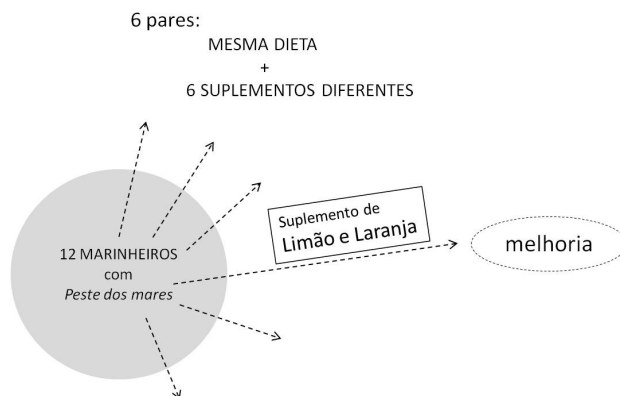 6 pares:
MESMA DIETA
+
6 SUPLEMENTOS DIFERENTES
Suplemento de
Limão e Laranja
melhoria
12 MARINHEIROS
com
Peste dos mares